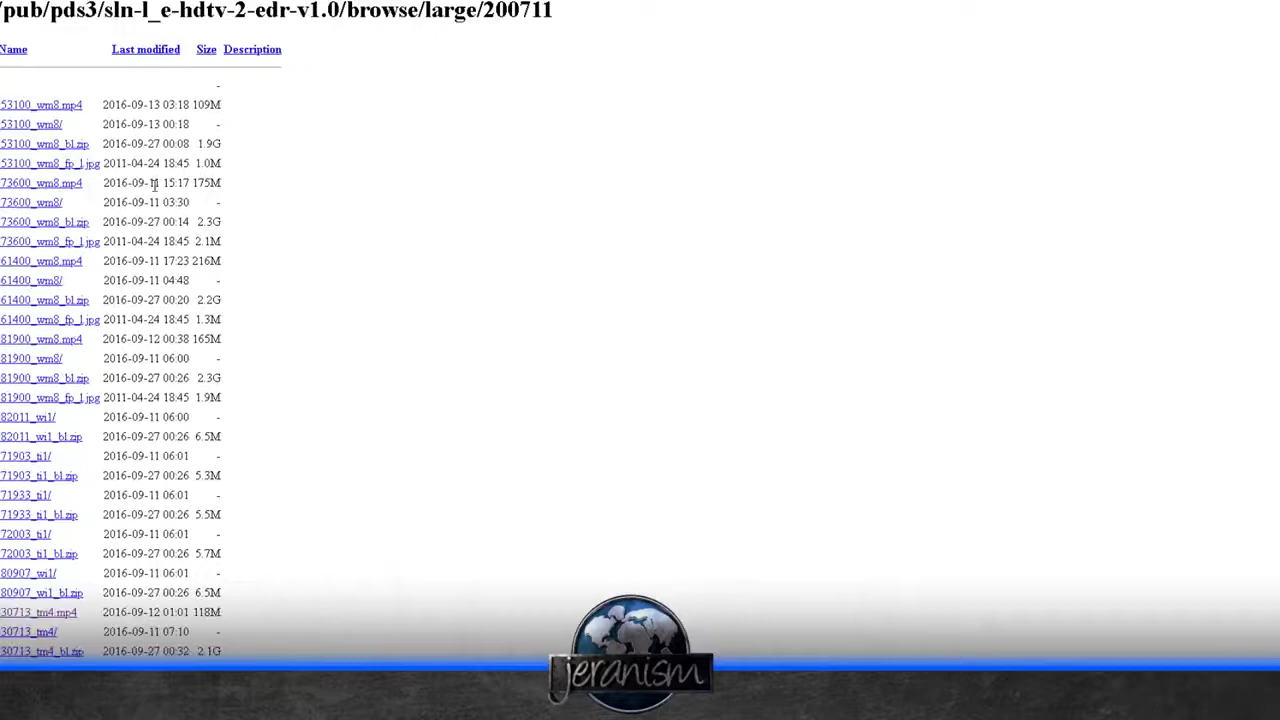 /pub/pds3/sln-l_e-hdtv-2-edr-v1.0/browse/large/200711
Name Last modified Size Description
-
53100_wm8.mp4 2016-09-13 03:18 109M
53100_wm8/ 2016-09-13 00:18 -
53100_wm8_bl.zip 2016-09-27 00:08 1.9G
53100_wm8_fp_l.jpg 2011-04-24 18:45 1.0M
73600_wm8.mp4 2016-09-11 15:17 175M
73600_wm8/ 2016-09-11 03:30 -
73600_wm8_bl.zip 2016-09-27 00:14 2.3G
73600_wm8_fp_l.jpg 2011-04-24 18:45 2.1M
61400_wm8.mp4 2016-09-11 17:23 216M
61400_wm8/ 2016-09-11 04:48 -
61400_wm8_bl.zip 2016-09-27 00:20 2.2G
61400_wm8_fp_l.jpg 2011-04-24 18:45 1.3M
81900_wm8.mp4 2016-09-12 00:38 165M
81900_wm8/ 2016-09-11 06:00 -
81900_wm8_bl.zip 2016-09-27 00:26 2.3G
81900_wm8_fp_l.jpg 2011-04-24 18:45 1.9M
82011_wi1/ 2016-09-11 06:00 -
82011_wi1_bl.zip 2016-09-27 00:26 6.5M
71903_ti1/ 2016-09-11 06:01 -
71903_ti1_bl.zip 2016-09-27 00:26 5.3M
71933_ti1/ 2016-09-11 06:01 -
71933_ti1_bl.zip 2016-09-27 00:26 5.5M
72003_ti1/ 2016-09-11 06:01 -
72003_ti1_bl.zip 2016-09-27 00:26 5.7M
80907_wi1/ 2016-09-11 06:01 -
80907_wi1_bl.zip 2016-09-27 00:26 6.5M
30713_tm4.mp4 2016-09-12 01:01 118M
30713_tm4/ 2016-09-11 07:10 -
30713_tm4_bl.zip 2016-09-27 00:32 2.1G
jeranism